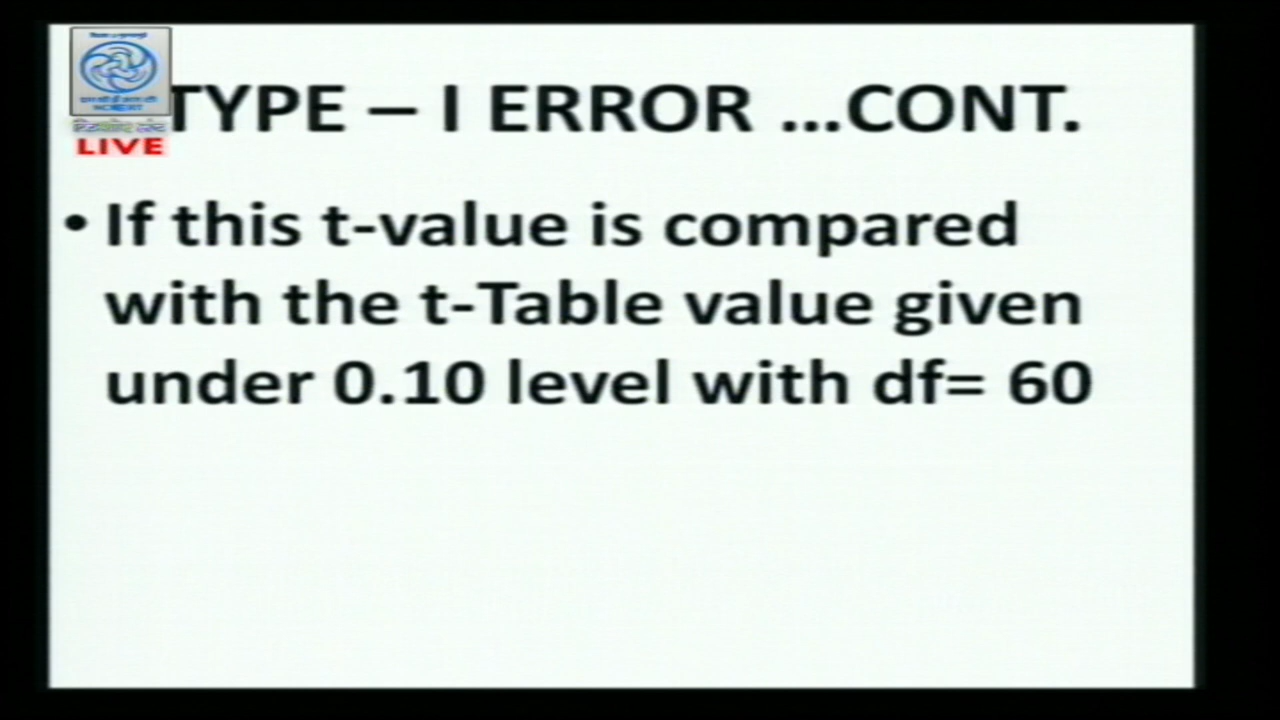 NCERT
LIVE
TYPE – I ERROR ...CONT.
• If this t-value is compared
with the t-Table value given
under 0.10 level with df= 60